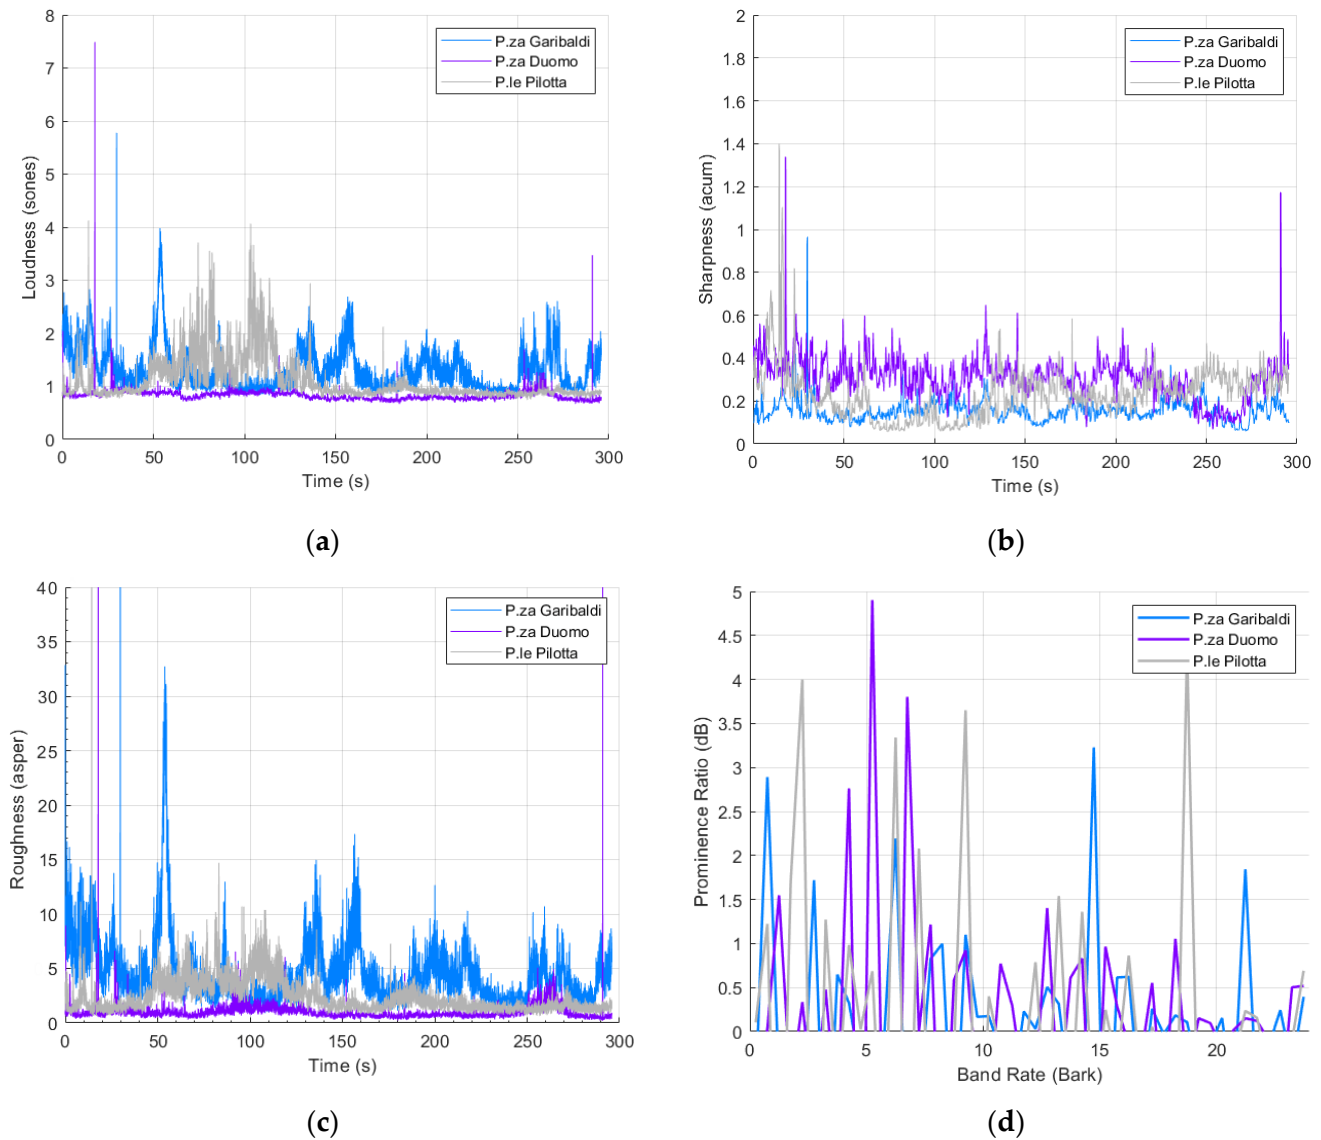 Loudness (sones)
8
7
6
5
4
3
2
1
0
0 50 100 150 200 250 300
Time (s)
P.za Garibaldi
P.za Duomo
P.le Pilotta
(a)
Sharpness (acum)
2
1.8
1.6
1.4
1.2
1
0.8
0.6
0.4
0.2
0
0 50 100 150 200 250 300
Time (s)
P.za Garibaldi
P.za Duomo
P.le Pilotta
(b)
Roughness (asper)
40
35
30
25
20
15
10
5
0
0 50 100 150 200 250 300
Time (s)
P.za Garibaldi
P.za Duomo
P.le Pilotta
(c)
Prominence Ratio (dB)
5
4.5
4
3.5
3
2.5
2
1.5
1
0.5
0
0 5 10 15 20
Band Rate (Bark)
P.za Garibaldi
P.za Duomo
P.le Pilotta
(d)